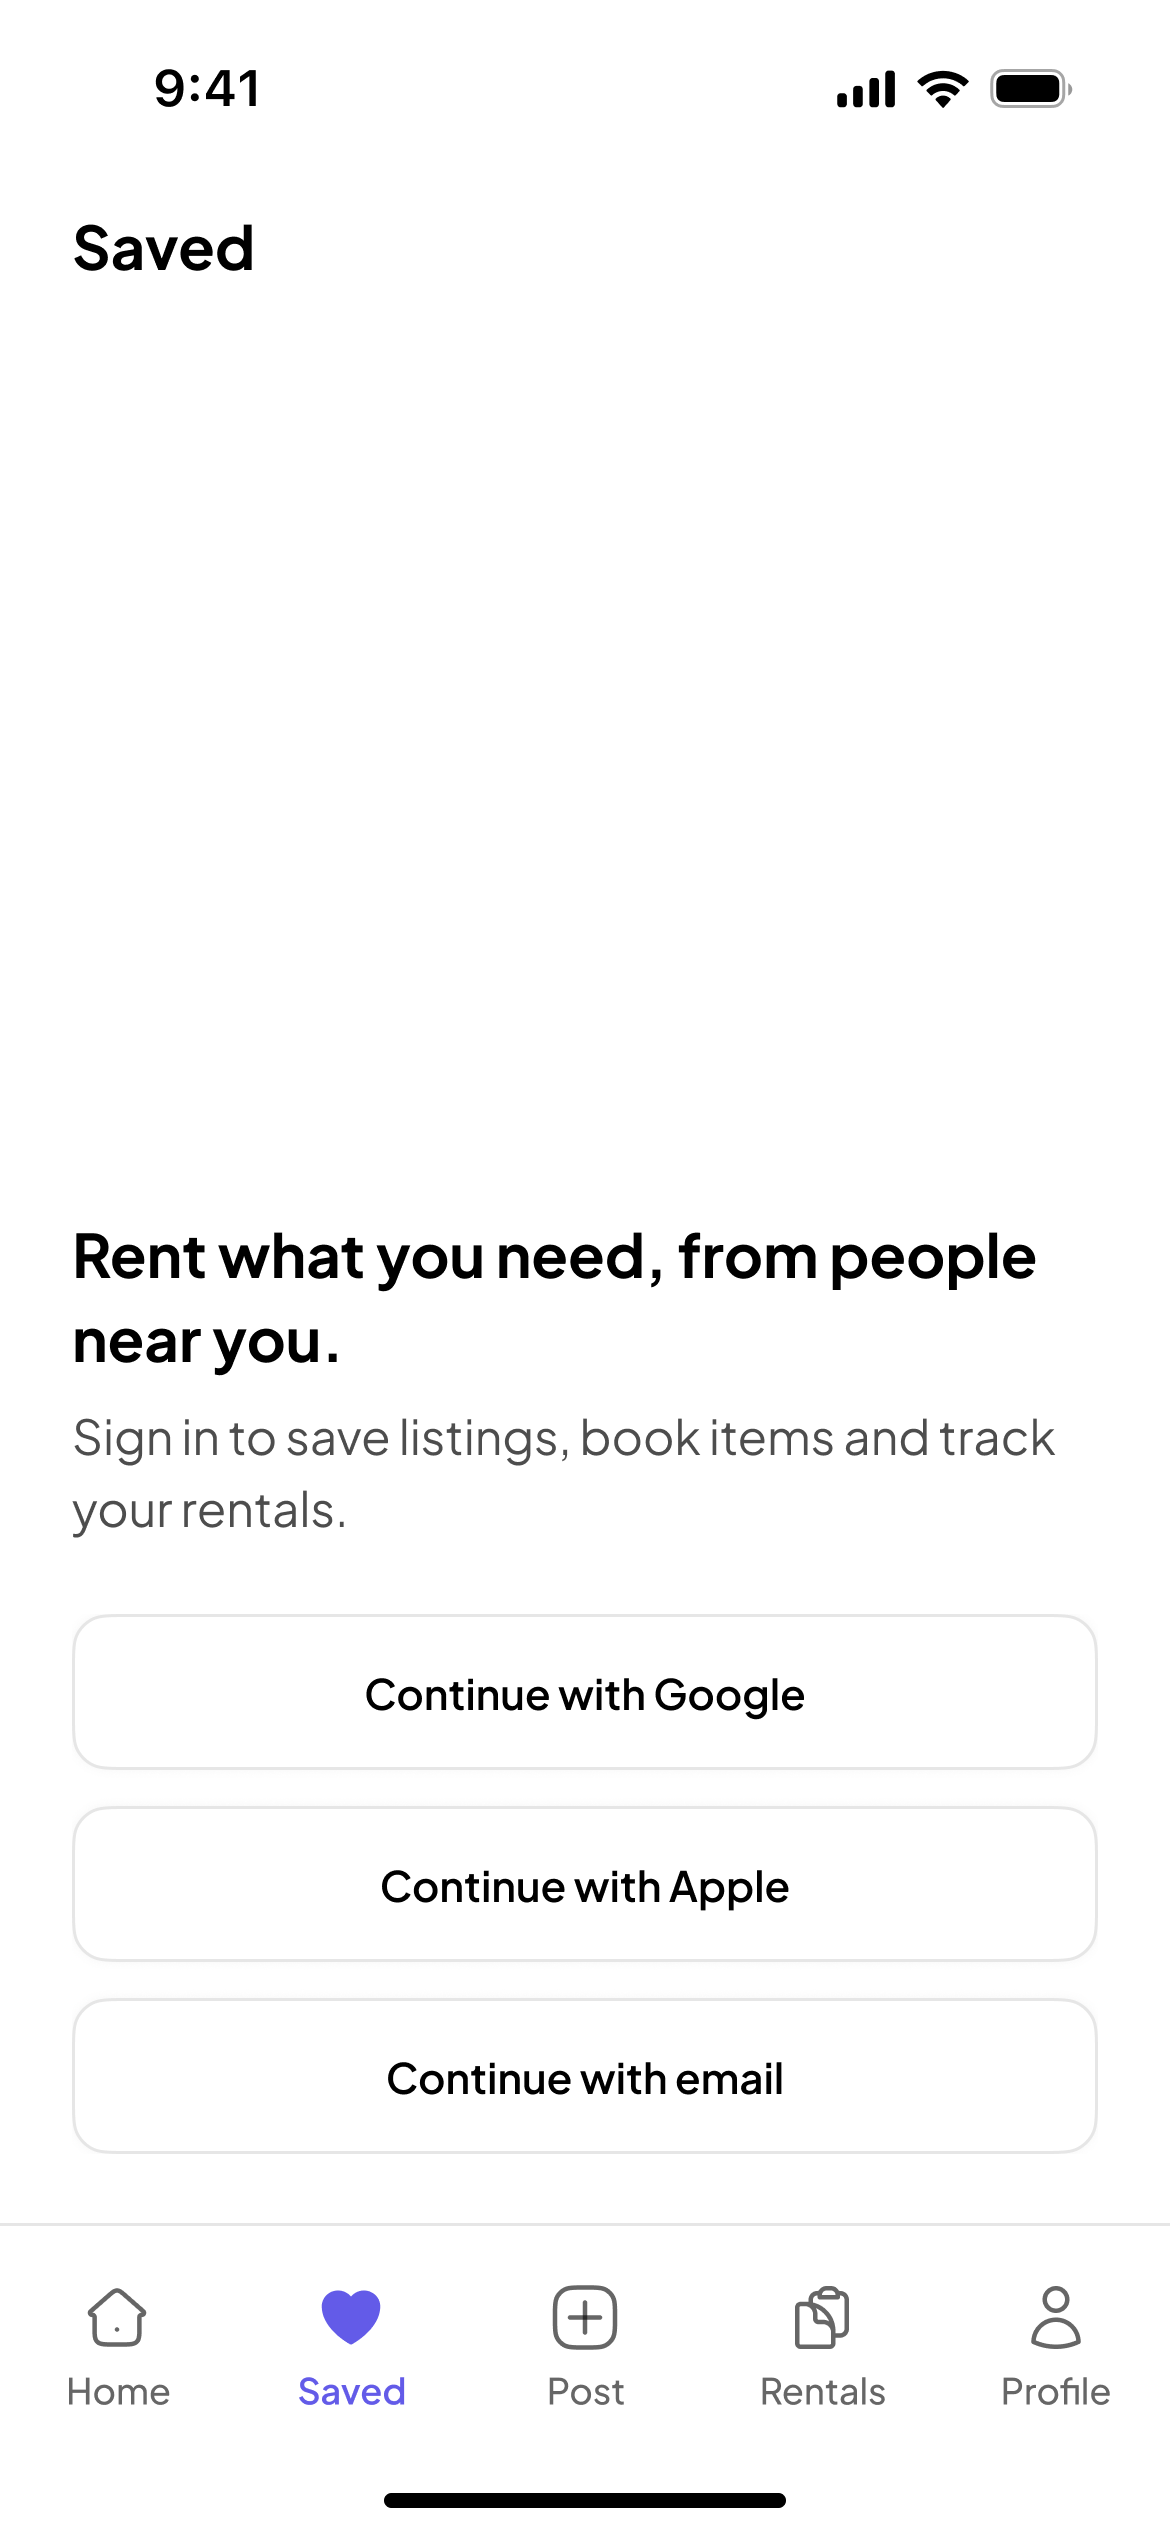 9:41
Saved
Rent what you need, from people
near you.
Sign in to save listings, book items and track
your rentals.
Continue with Google
Continue with Apple
Continue with email
Home
Saved
Post
Rentals
Profile